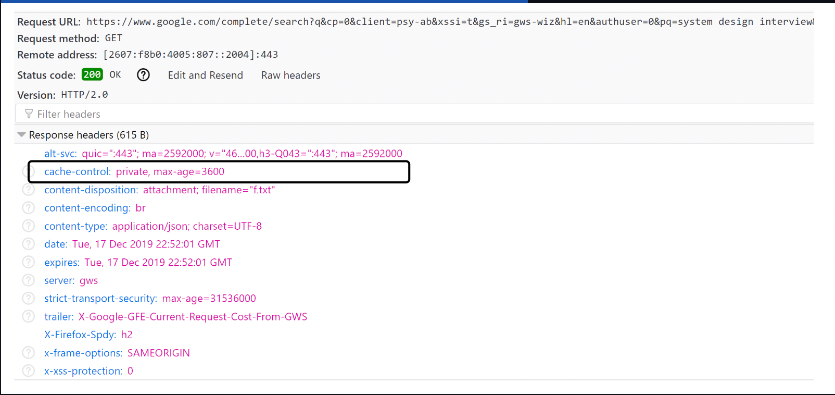 Request URL: https://www.google.com/complete/search?q&cp=0&client=psy-ab&xssi=t&gs_ri=gws-wiz&hl=en&authuser=0&pq=system design interview&
Request method: GET
Remote address: [2607:f8b0:4005:807::2004]:443
Status code: 200 OK ? Edit and Resend Raw headers
Version: HTTP/2.0
Filter headers
Response headers (615 B)
alt-svc: quic=":443"; ma=2592000; v="46...00,h3-Q043=":443"; ma=2592000
? cache-control: private, max-age=3600
? content-disposition: attachment; filename="f.txt"
? content-encoding: br
? content-type: application/json; charset=UTF-8
? date: Tue, 17 Dec 2019 22:52:01 GMT
? expires: Tue, 17 Dec 2019 22:52:01 GMT
? server: gws
? strict-transport-security: max-age=31536000
? trailer: X-Google-GFE-Current-Request-Cost-From-GWS
X-Firefox-Spdy: h2
? x-frame-options: SAMEORIGIN
? x-xss-protection: 0